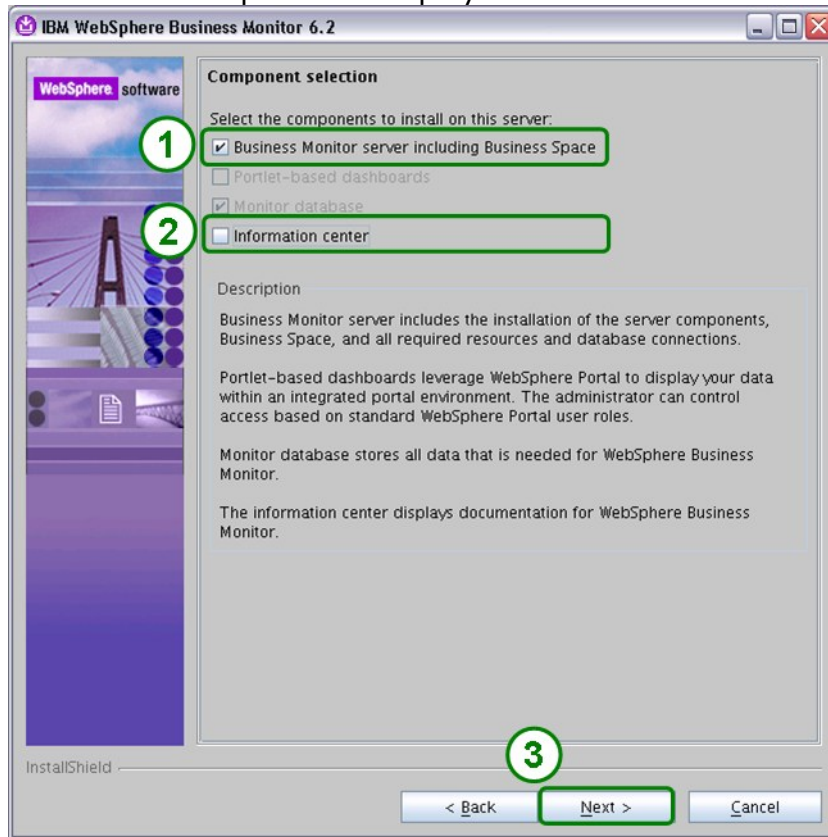 IBM WebSphere Business Monitor 6.2
WebSphere. software
Component selection
Select the components to install on this server:
1
Business Monitor server including Business Space
Portlet-based dashboards
Monitor database
2
Information center
Description
Business Monitor server includes the installation of the server components,
Business Space, and all required resources and database connections.
Portlet-based dashboards leverage WebSphere Portal to display your data
within an integrated portal environment. The administrator can control
access based on standard WebSphere Portal user roles.
Monitor database stores all data that is needed for WebSphere Business
Monitor.
The information center displays documentation for WebSphere Business
Monitor.
3
InstallShield
< Back Next > Cancel